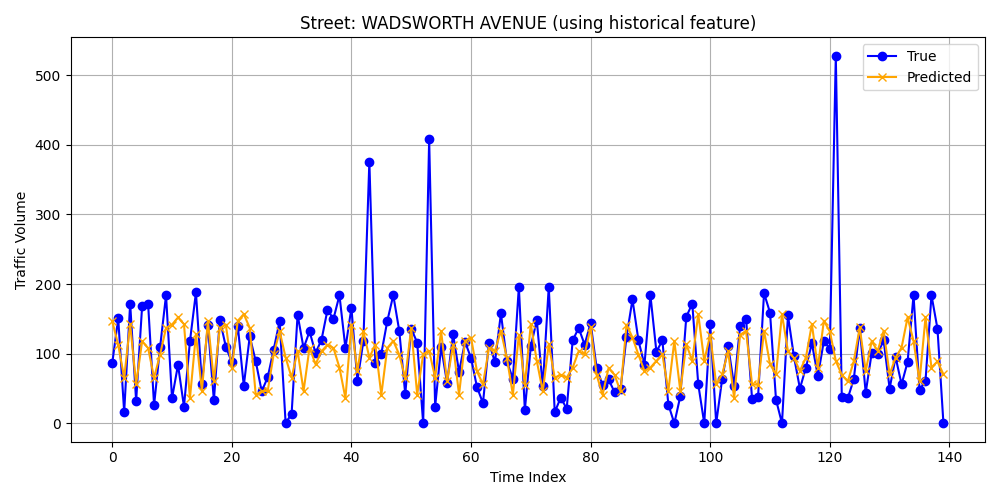 Street: WADSWORTH AVENUE (using historical feature)
True
Predicted
Traffic Volume
500
400
300
200
100
0
0 20 40 60 80 100 120 140
Time Index